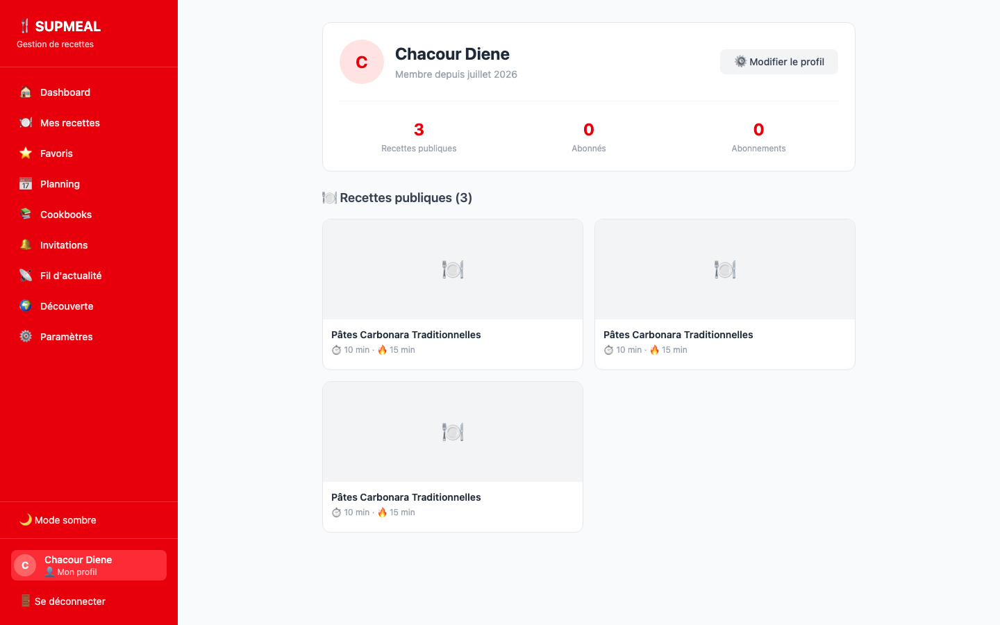 SUPMEAL
Gestion de recettes
Dashboard
Mes recettes
Favoris
Planning
Cookbooks
Invitations
Fil d'actualité
Découverte
Paramètres
Mode sombre
C
Chacour Diene
Mon profil
Se déconnecter
C
Chacour Diene
Membre depuis juillet 2026
Modifier le profil
3
Recettes publiques
0
Abonnés
0
Abonnements
Recettes publiques (3)
Pâtes Carbonara Traditionnelles
10 min · 15 min
Pâtes Carbonara Traditionnelles
10 min · 15 min
Pâtes Carbonara Traditionnelles
10 min · 15 min